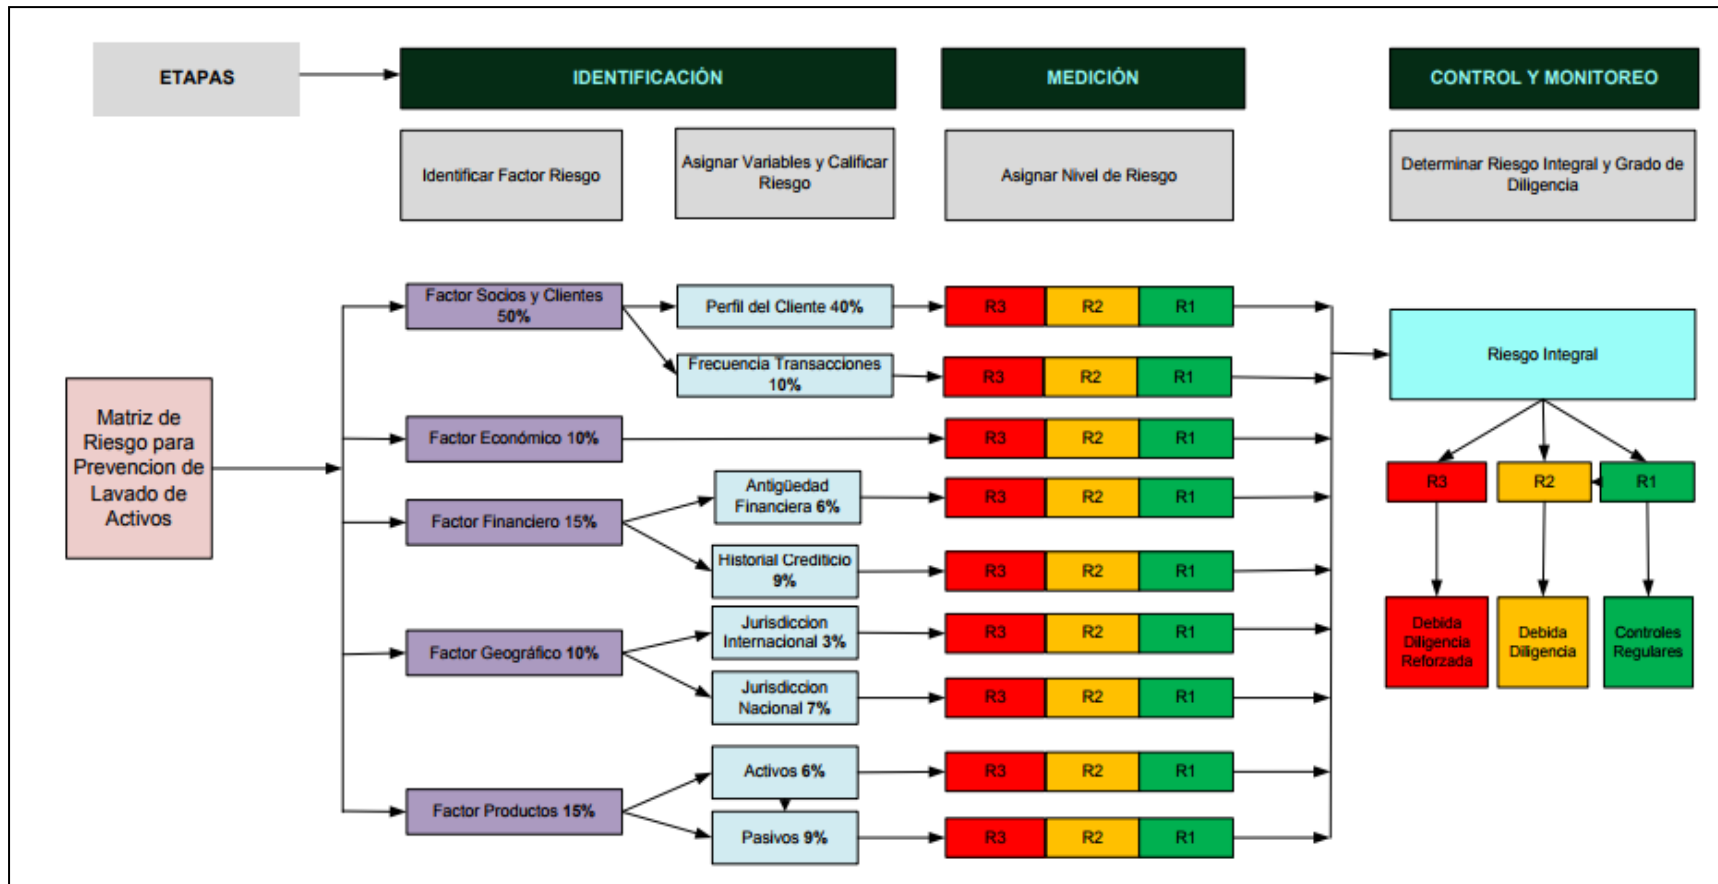 ETAPAS
IDENTIFICACIÓN
MEDICIÓN
CONTROL Y MONITOREO
Identificar Factor Riesgo
Asignar Variables y Calificar
Riesgo
Asignar Nivel de Riesgo
Determinar Riesgo Integral y Grado de
Diligencia
Matriz de
Riesgo para
Prevencion de
Lavado de
Activos
Factor Socios y Clientes
50%
Perfil del Cliente 40%
R3 R2 R1
Frecuencia Transacciones
10%
R3 R2 R1
Factor Económico 10%
R3 R2 R1
Factor Financiero 15%
Antigüedad
Financiera 6%
R3 R2 R1
Historial Crediticio
9%
R3 R2 R1
Factor Geográfico 10%
Jurisdiccion
Internacional 3%
R3 R2 R1
Jurisdiccion
Nacional 7%
R3 R2 R1
Factor Productos 15%
Activos 6%
R3 R2 R1
Pasivos 9%
R3 R2 R1
Riesgo Integral
R3 R2 R1
Debida
Diligencia
Reforzada
Debida
Diligencia
Controles
Regulares